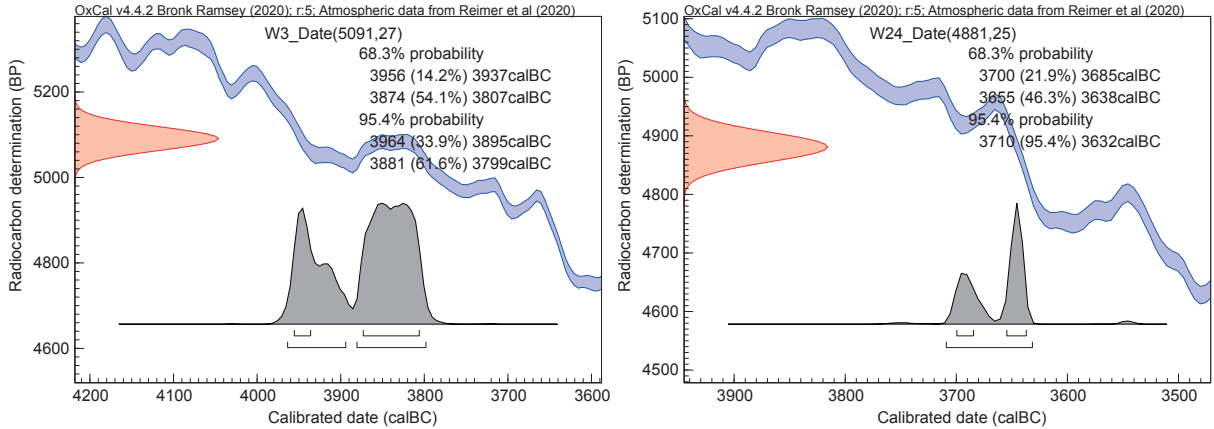 OxCal v4.4.2 Bronk Ramsey (2020); r:5; Atmospheric data from Reimer et al (2020)
W3_Date(5091,27)
68.3% probability
3956 (14.2%) 3937calBC
3874 (54.1%) 3807calBC
95.4% probability
3964 (33.9%) 3895calBC
3881 (61.6%) 3799calBC
Radiocarbon determination (BP)
5200
5000
4800
4600
4200 4100 4000 3900 3800 3700 3600
Calibrated date (calBC)
OxCal v4.4.2 Bronk Ramsey (2020); r:5; Atmospheric data from Reimer et al (2020)
W24_Date(4881,25)
68.3% probability
3700 (21.9%) 3685calBC
3655 (46.3%) 3638calBC
95.4% probability
3710 (95.4%) 3632calBC
Radiocarbon determination (BP)
5100
5000
4900
4800
4700
4600
4500
3900 3800 3700 3600 3500
Calibrated date (calBC)